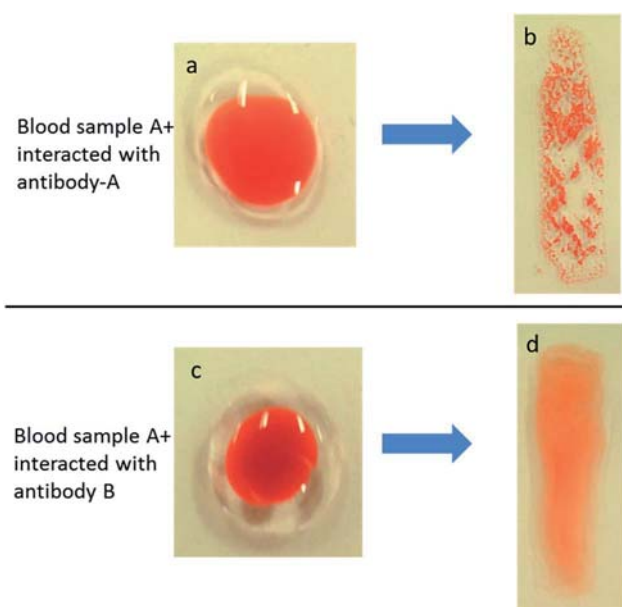 a
b
Blood sample A+
interacted with
antibody-A
c
d
Blood sample A+
interacted with
antibody B